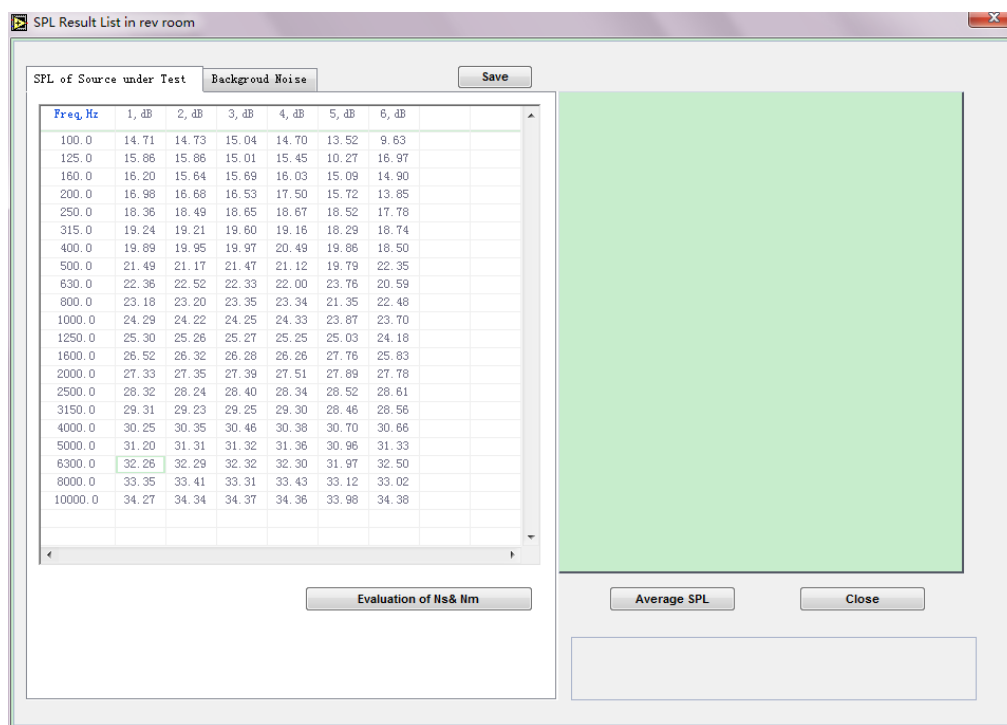 SPL Result List in rev room
SPL of Source under Test Backgroud Noise Save
Freq, Hz 1, dB 2, dB 3, dB 4, dB 5, dB 6, dB
100.0 14.71 14.73 15.04 14.70 13.52 9.63
125.0 15.86 15.86 15.01 15.45 10.27 16.97
160.0 16.20 15.64 15.69 16.03 15.09 14.90
200.0 16.98 16.68 16.53 17.50 15.72 13.85
250.0 18.36 18.49 18.65 18.67 18.52 17.78
315.0 19.24 19.21 19.60 19.16 18.29 18.74
400.0 19.89 19.95 19.97 20.49 19.86 18.50
500.0 21.49 21.17 21.47 21.12 19.79 22.35
630.0 22.36 22.52 22.33 22.00 23.76 20.59
800.0 23.18 23.20 23.35 23.34 21.35 22.48
1000.0 24.29 24.22 24.25 24.33 23.87 23.70
1250.0 25.30 25.26 25.27 25.25 25.03 24.18
1600.0 26.52 26.32 26.28 26.26 27.76 25.83
2000.0 27.33 27.35 27.39 27.51 27.89 27.78
2500.0 28.32 28.24 28.40 28.34 28.52 28.61
3150.0 29.31 29.23 29.25 29.30 28.46 28.56
4000.0 30.25 30.35 30.46 30.38 30.70 30.66
5000.0 31.20 31.31 31.32 31.36 30.96 31.33
6300.0 32.26 32.29 32.32 32.30 31.97 32.50
8000.0 33.35 33.41 33.31 33.43 33.12 33.02
10000.0 34.27 34.34 34.37 34.36 33.98 34.38
Evaluation of Ns& Nm Average SPL Close